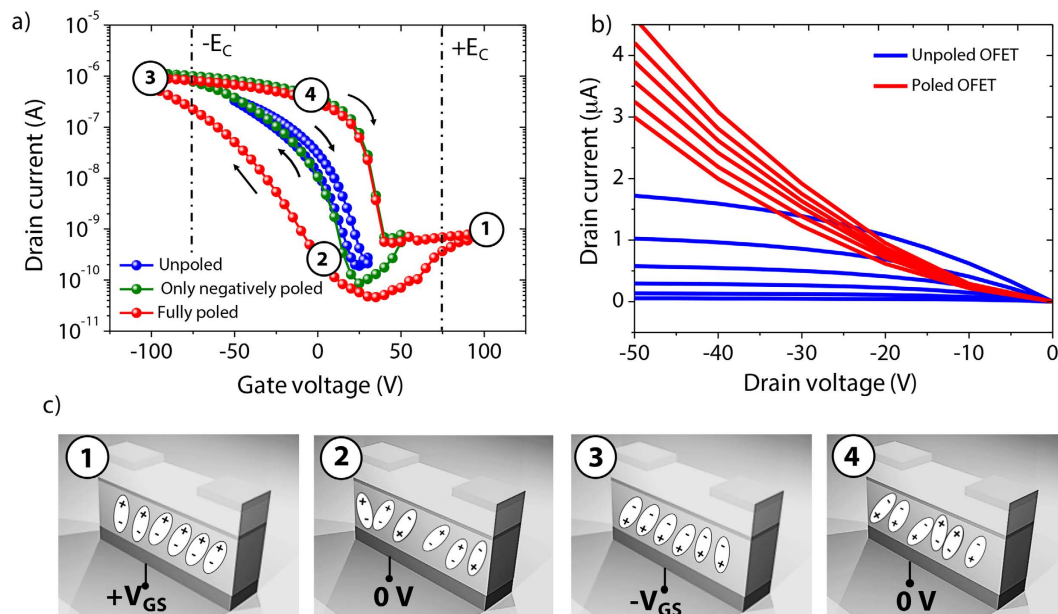 a)
Drain current (A)
10⁻⁵
10⁻⁶
10⁻⁷
10⁻⁸
10⁻⁹
10⁻¹⁰
10⁻¹¹
-E_C
+E_C
3
4
2
1
Unpoled
Only negatively poled
Fully poled
-100 -50 0 50 100
Gate voltage (V)
b)
Drain current (µA)
4
3
2
1
0
Unpoled OFET
Poled OFET
-50 -40 -30 -20 -10 0
Drain voltage (V)
c)
1
+ + + + + +
- - - - - -
+V_GS
2
+ + + - - -
- - + + + +
0 V
3
- - - - - -
+ + + + + +
-V_GS
4
- - + + - -
+ + - - + +
0 V